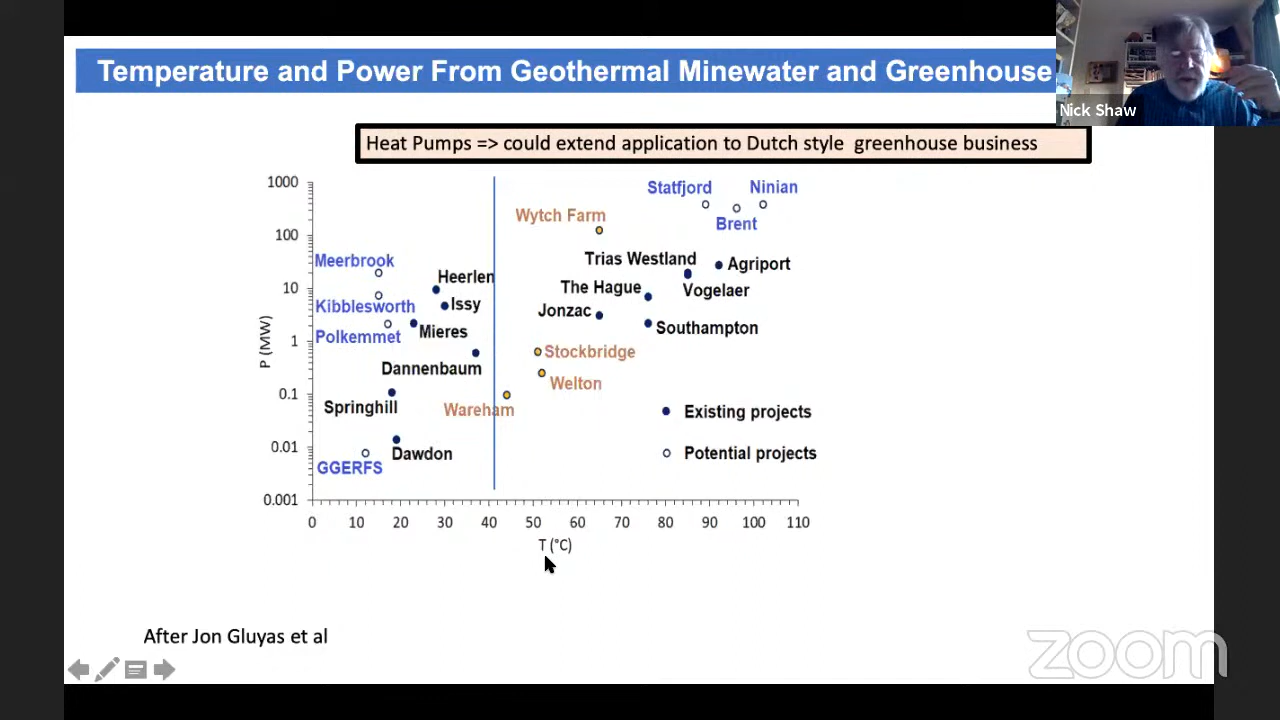 Temperature and Power From Geothermal Minewater and Greenhouse
Nick Shaw
Heat Pumps => could extend application to Dutch style greenhouse business
1000
Statfjord
Ninian
Wytch Farm
Brent
100
Meerbrook
Trias Westland
Agriport
Heerlen
10
The Hague
Vogelaer
Kibblesworth
Issy
Jonzac
Polkemmet
Mieres
Southampton
P (MW)
1
Stockbridge
Dannenbaum
Welton
0.1
Springhill
Wareham
Existing projects
0.01
Dawdon
Potential projects
GGERFS
0.001
0 10 20 30 40 50 60 70 80 90 100 110
T (°C)
After Jon Gluyas et al
zoom